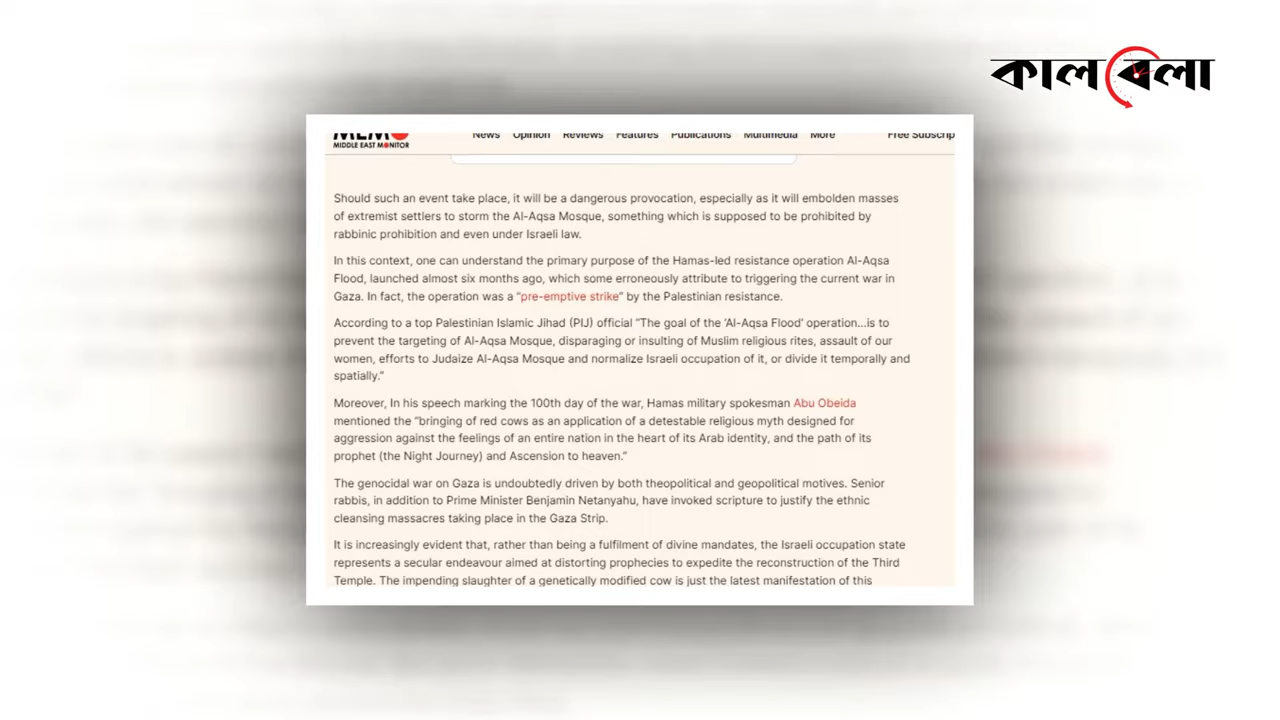 কালবেলা
MEMO
MIDDLE EAST MONITOR
News Opinion Reviews Features Publications Multimedia More Free Subscrip
Should such an event take place, it will be a dangerous provocation, especially as it will embolden masses
of extremist settlers to storm the Al-Aqsa Mosque, something which is supposed to be prohibited by
rabbinic prohibition and even under Israeli law.
In this context, one can understand the primary purpose of the Hamas-led resistance operation Al-Aqsa
Flood, launched almost six months ago, which some erroneously attribute to triggering the current war in
Gaza. In fact, the operation was a “pre-emptive strike” by the Palestinian resistance.
According to a top Palestinian Islamic Jihad (PIJ) official “The goal of the ‘Al-Aqsa Flood’ operation...is to
prevent the targeting of Al-Aqsa Mosque, disparaging or insulting of Muslim religious rites, assault of our
women, efforts to Judaize Al-Aqsa Mosque and normalize Israeli occupation of it, or divide it temporally and
spatially.”
Moreover, In his speech marking the 100th day of the war, Hamas military spokesman Abu Obeida
mentioned the “bringing of red cows as an application of a detestable religious myth designed for
aggression against the feelings of an entire nation in the heart of its Arab identity, and the path of its
prophet (the Night Journey) and Ascension to heaven.”
The genocidal war on Gaza is undoubtedly driven by both theopolitical and geopolitical motives. Senior
rabbis, in addition to Prime Minister Benjamin Netanyahu, have invoked scripture to justify the ethnic
cleansing massacres taking place in the Gaza Strip.
It is increasingly evident that, rather than being a fulfilment of divine mandates, the Israeli occupation state
represents a secular endeavour aimed at distorting prophecies to expedite the reconstruction of the Third
Temple. The impending slaughter of a genetically modified cow is just the latest manifestation of this